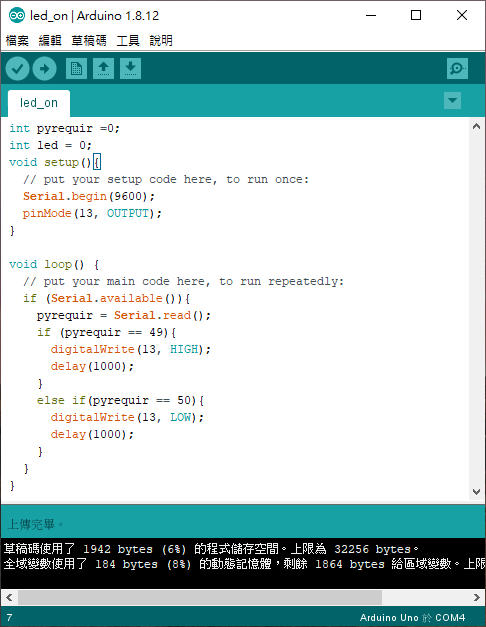 led_on | Arduino 1.8.12
檔案 編輯 草稿碼 工具 說明
led_on
int pyrequir =0;
int led = 0;
void setup(){
  // put your setup code here, to run once:
  Serial.begin(9600);
  pinMode(13, OUTPUT);
}

void loop() {
  // put your main code here, to run repeatedly:
  if (Serial.available()){
    pyrequir = Serial.read();
    if (pyrequir == 49){
      digitalWrite(13, HIGH);
      delay(1000);
    }
    else if(pyrequir == 50){
      digitalWrite(13, LOW);
      delay(1000);
    }
  }
}
上傳完畢。
草稿碼使用了 1942 bytes (6%) 的程式儲存空間。上限為 32256 bytes。
全域變數使用了 184 bytes (8%) 的動態記憶體，剩餘 1864 bytes 給區域變數。上限
7
Arduino Uno 於 COM4